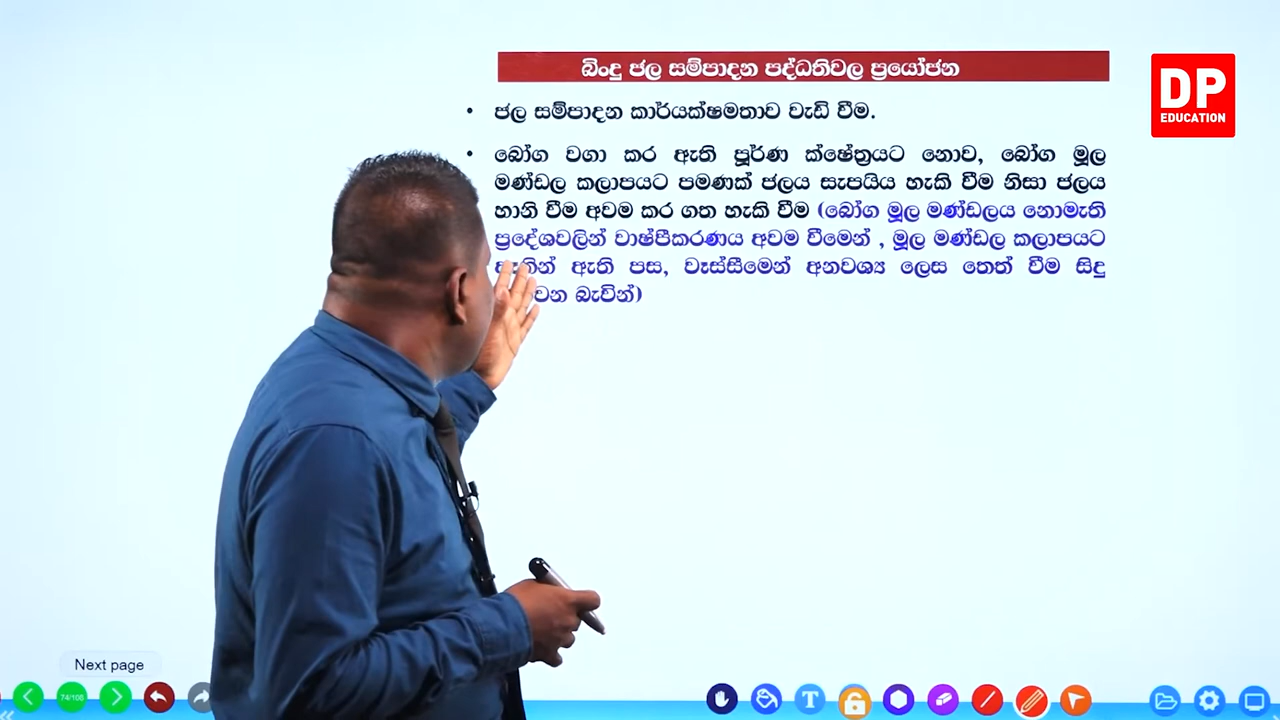 බිංදු ජල සම්පාදන පද්ධතිවල ප්‍රයෝජන
DP
EDUCATION
• ජල සම්පාදන කාර්යක්ෂමතාව වැඩි වීම.
• බෝග වගා කර ඇති පූර්ණ ක්ෂේත්‍රයට නොව, බෝග මූල
මණ්ඩල කලාපයට පමණක් ජලය සැපයිය හැකි වීම නිසා ජලය
හානි වීම අවම කර ගත හැකි වීම (බෝග මූල මණ්ඩලය නොමැති
ප්‍රදේශවලින් වාෂ්පීකරණය අවම වීමෙන් , මූල මණ්ඩල කලාපයට
ඇති පස, වෑස්සීමෙන් අනවශ්‍ය ලෙස තෙත් වීම සිදු
වන බැවින්)
Next page
74/100
T